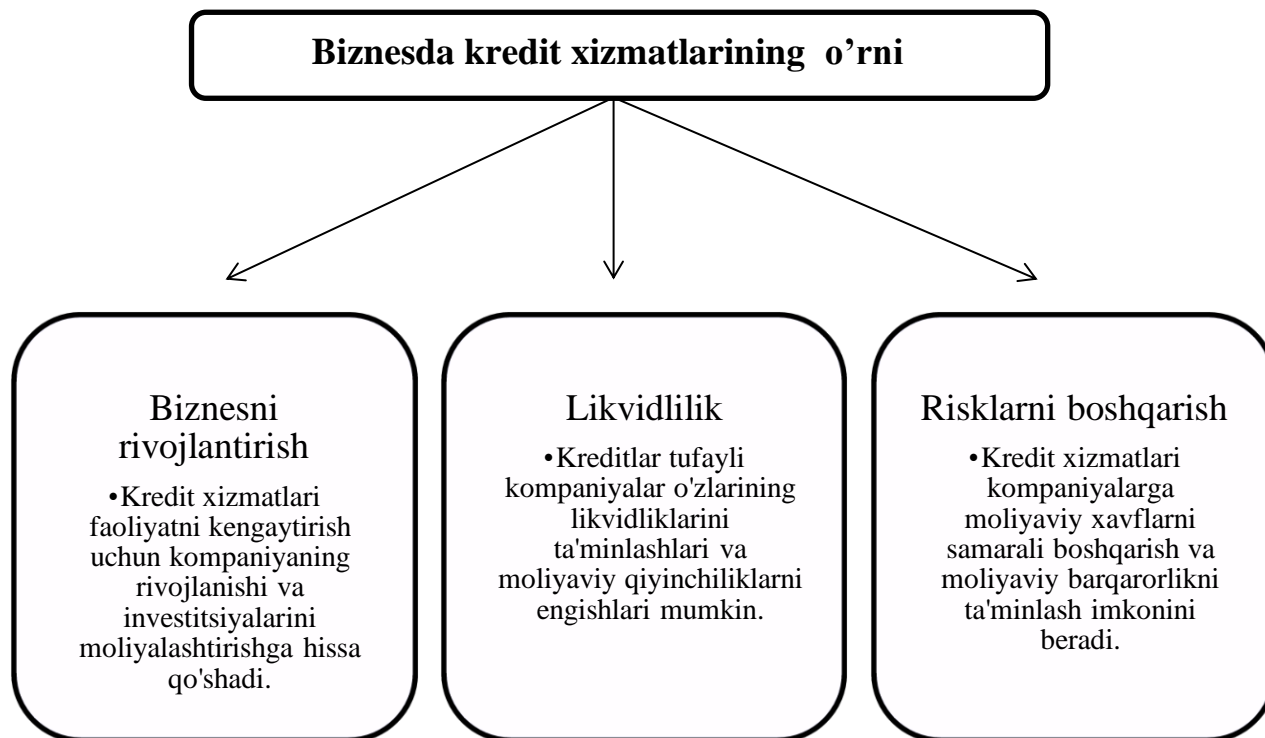 Biznesda kredit xizmatlarining  o’rni
Biznesni
rivojlantirish
•Kredit xizmatlari
faoliyatni kengaytirish
uchun kompaniyaning
rivojlanishi va
investitsiyalarini
moliyalashtirishga hissa
qo'shadi.
Likvidlilik
•Kreditlar tufayli
kompaniyalar o'zlarining
likvidliklarini
ta'minlashlari va
moliyaviy qiyinchiliklarni
engishlari mumkin.
Risklarni boshqarish
•Kredit xizmatlari
kompaniyalarga
moliyaviy xavflarni
samarali boshqarish va
moliyaviy barqarorlikni
ta'minlash imkonini
beradi.